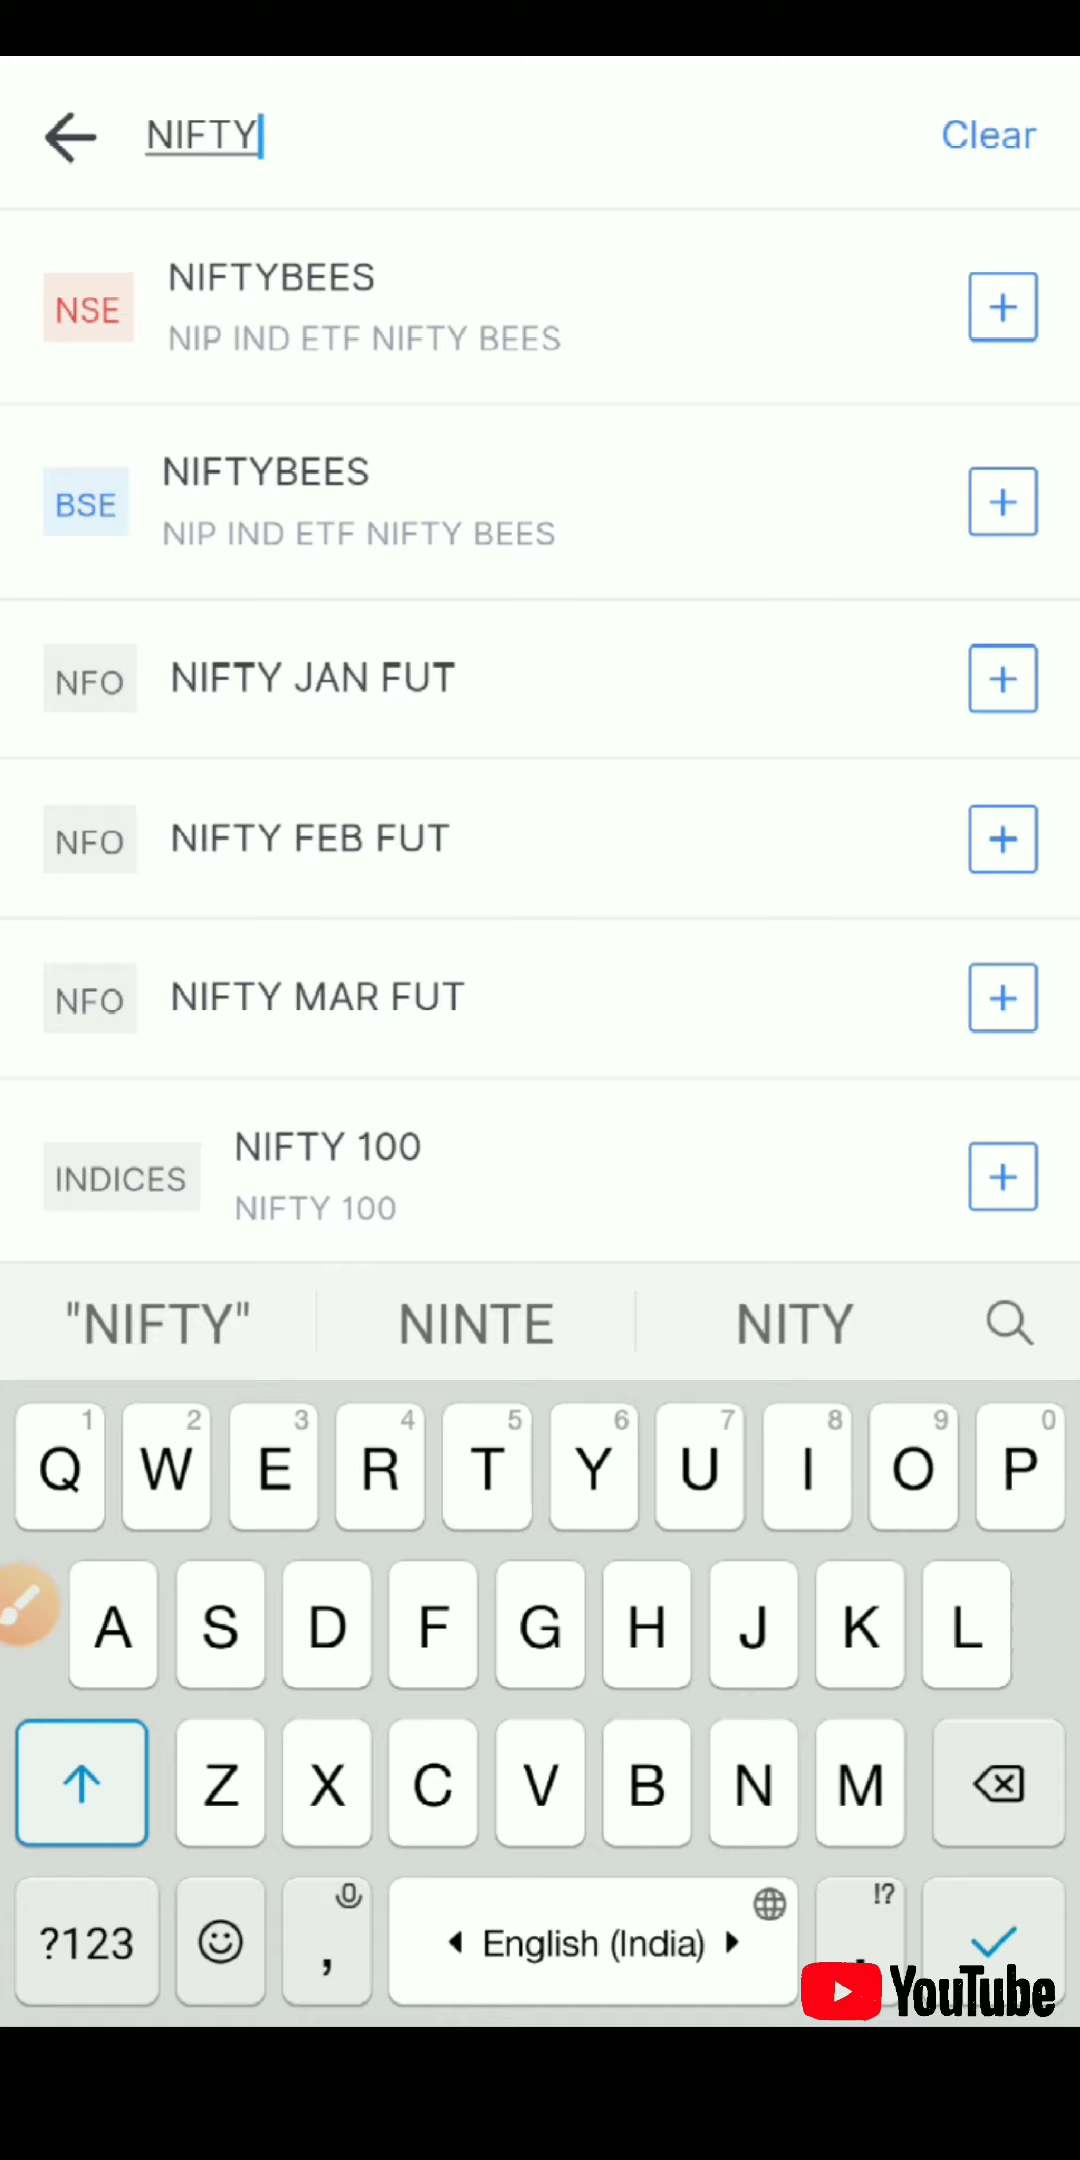 NIFTY Clear
NSE NIFTYBEES
NIP IND ETF NIFTY BEES
BSE NIFTYBEES
NIP IND ETF NIFTY BEES
NFO NIFTY JAN FUT
NFO NIFTY FEB FUT
NFO NIFTY MAR FUT
INDICES NIFTY 100
NIFTY 100
"NIFTY" NINTE NITY
1 2 3 4 5 6 7 8 9 0
Q W E R T Y U I O P
A S D F G H J K L
Z X C V B N M
?123 , English (India) !? .
YouTube